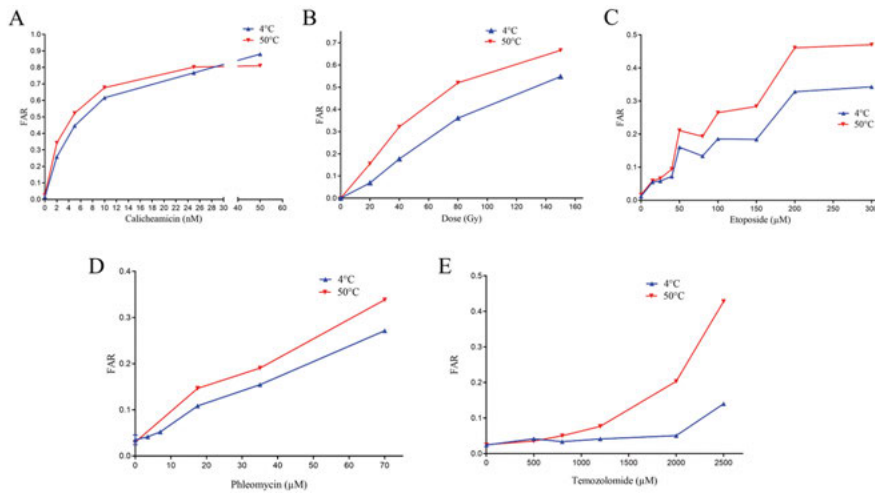 A
4°C
50°C
1.0
0.9
0.8
0.7
0.6
0.5
0.4
0.3
0.2
0.1
0.0
FAR
0 2 4 6 8 10 12 14 16 18 20 22 24 26 28 30 40 50 60
Calicheamicin (nM)
B
4°C
50°C
0.7
0.6
0.5
0.4
0.3
0.2
0.1
0.0
FAR
0 20 40 60 80 100 120 140 160
Dose (Gy)
C
0.5
0.4
0.3
0.2
0.1
0.0
FAR
4°C
50°C
0 50 100 150 200 250 300
Etoposide (µM)
D
4°C
50°C
0.4
0.3
0.2
0.1
0.0
FAR
0 10 20 30 40 50 60 70
Phleomycin (µM)
E
4°C
50°C
0.5
0.4
0.3
0.2
0.1
0.0
FAR
0 500 1000 1500 2000 2500
Temozolomide (µM)